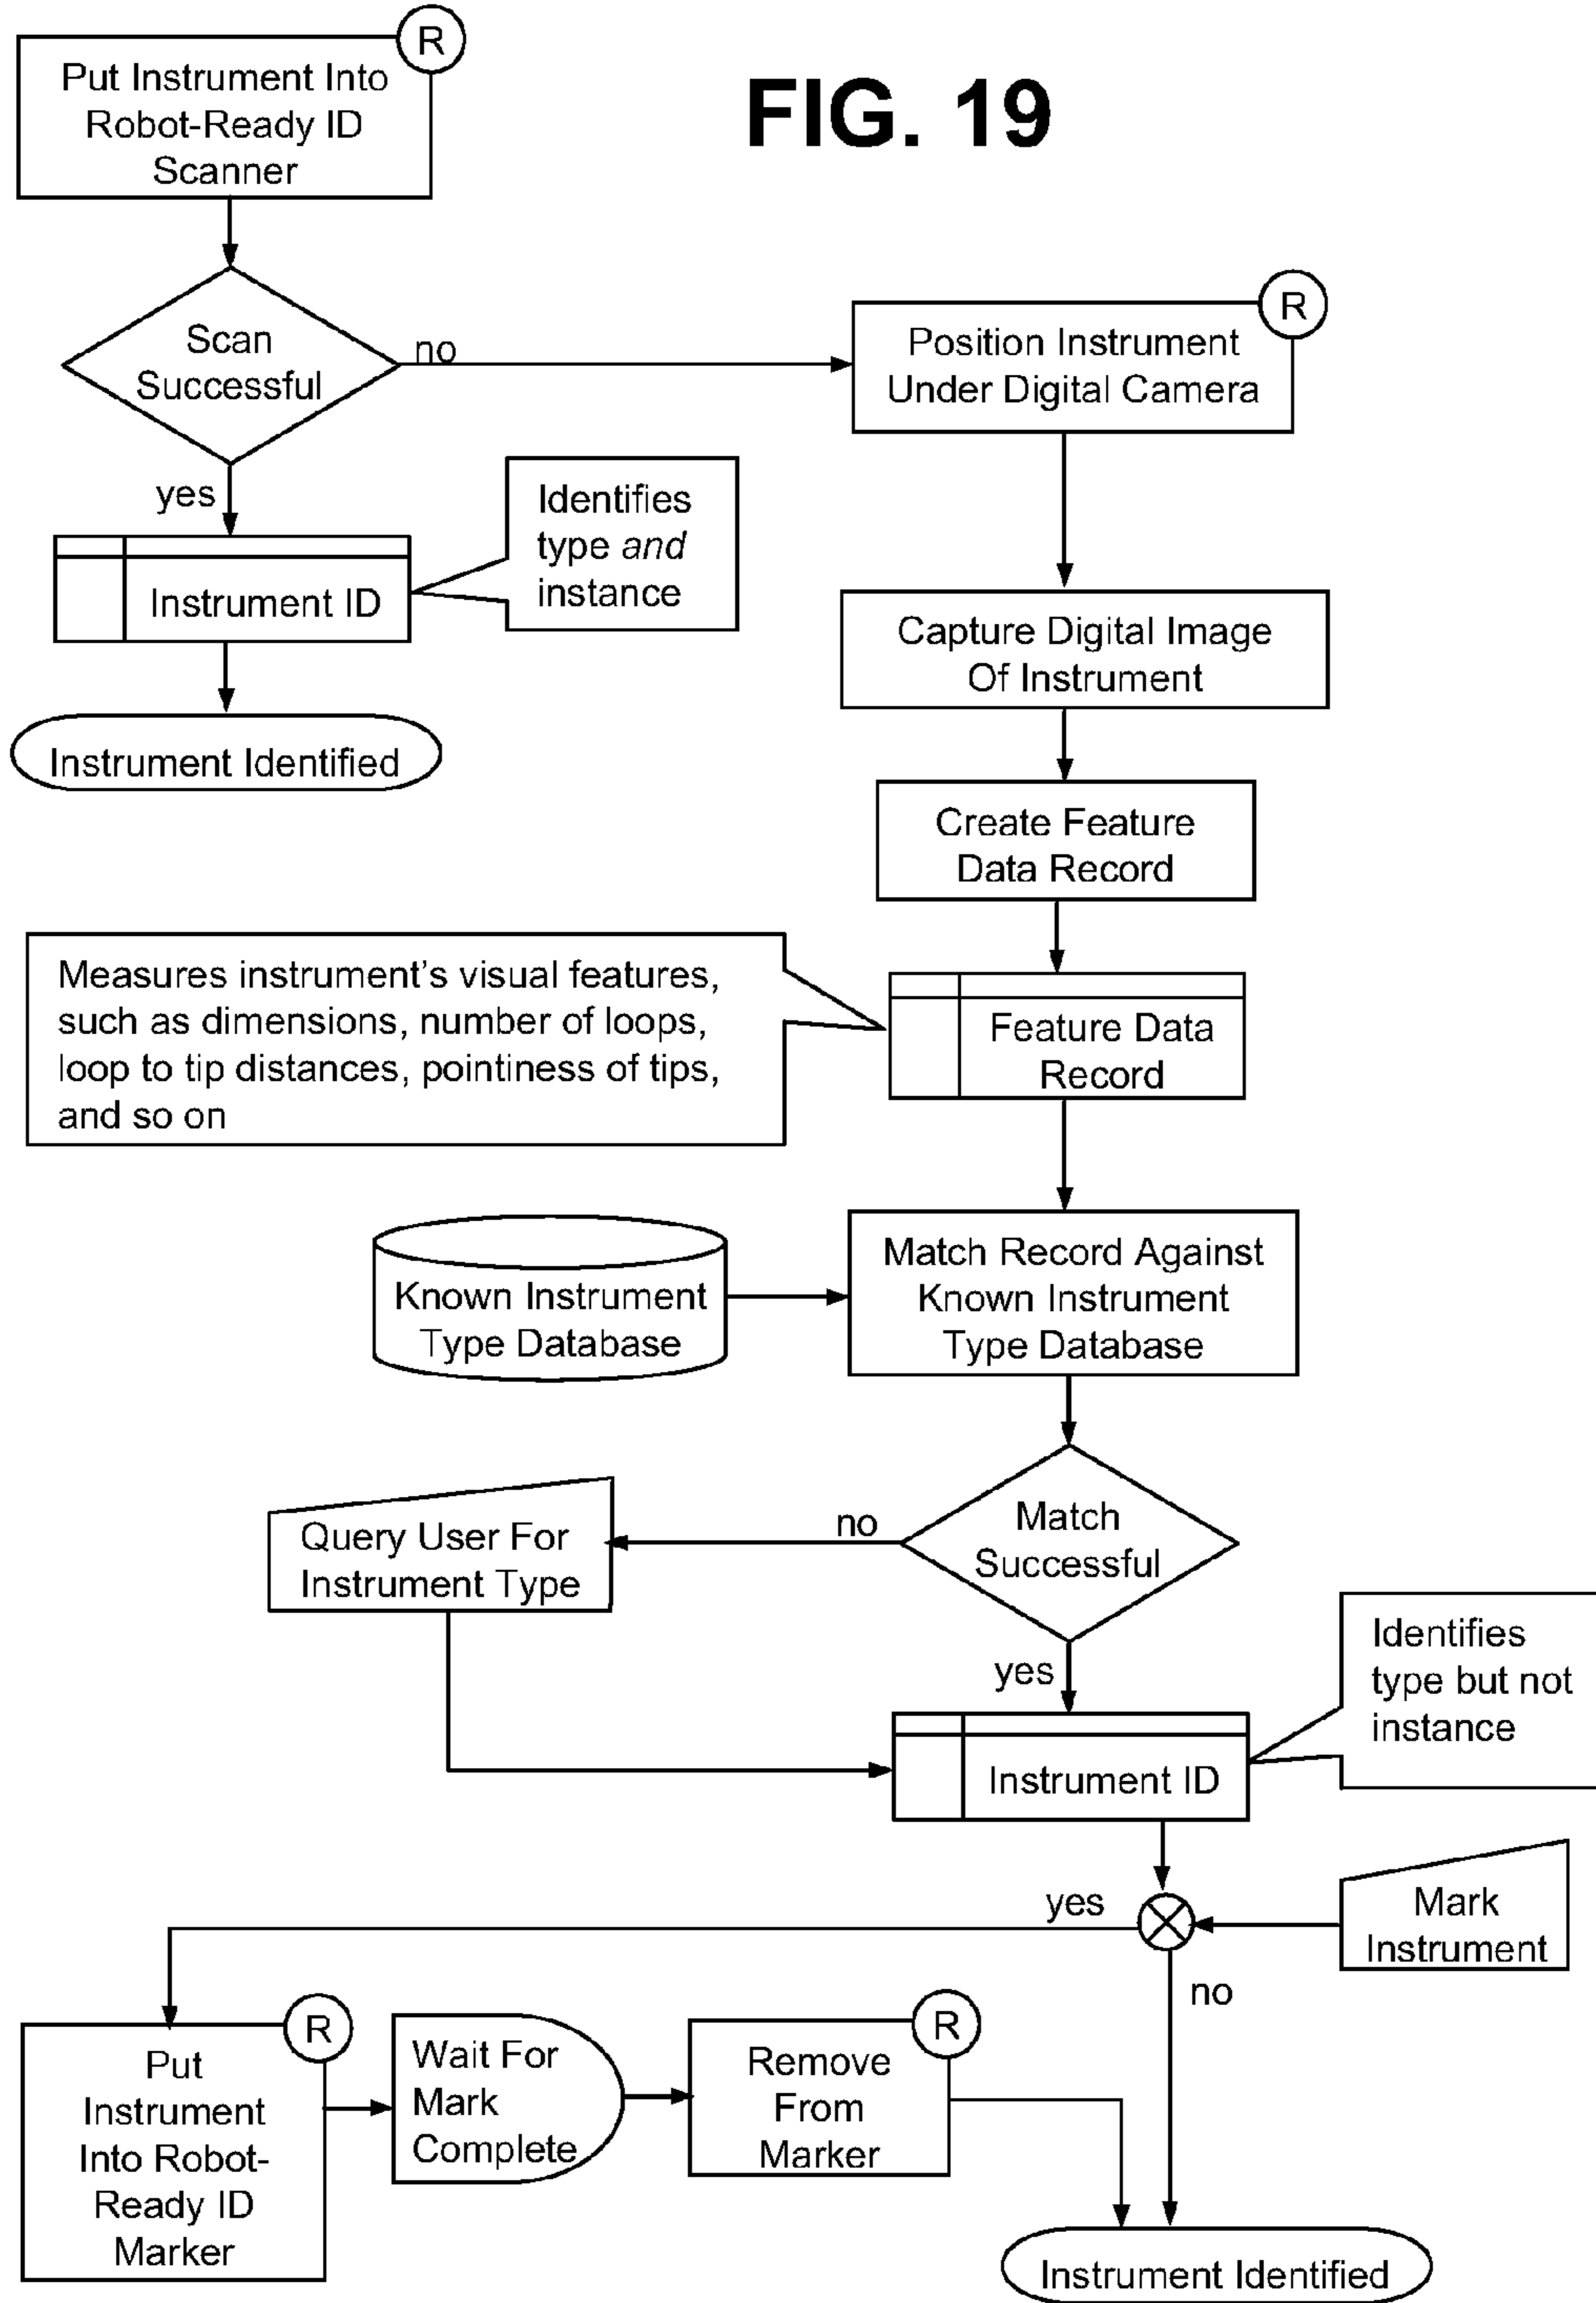 R
Put Instrument Into
Robot-Ready ID
Scanner
FIG. 19
Scan
Successful
no
R
Position Instrument
Under Digital Camera
yes
Identifies
type and
instance
Instrument ID
Instrument Identified
Capture Digital Image
Of Instrument
Create Feature
Data Record
Measures instrument's visual features,
such as dimensions, number of loops,
loop to tip distances, pointiness of tips,
and so on
Feature Data
Record
Known Instrument
Type Database
Match Record Against
Known Instrument
Type Database
Match
Successful
no
Query User For
Instrument Type
yes
Identifies
type but not
instance
Instrument ID
Mark
Instrument
yes
no
R
Put
Instrument
Into Robot-
Ready ID
Marker
Wait For
Mark
Complete
R
Remove
From
Marker
Instrument Identified